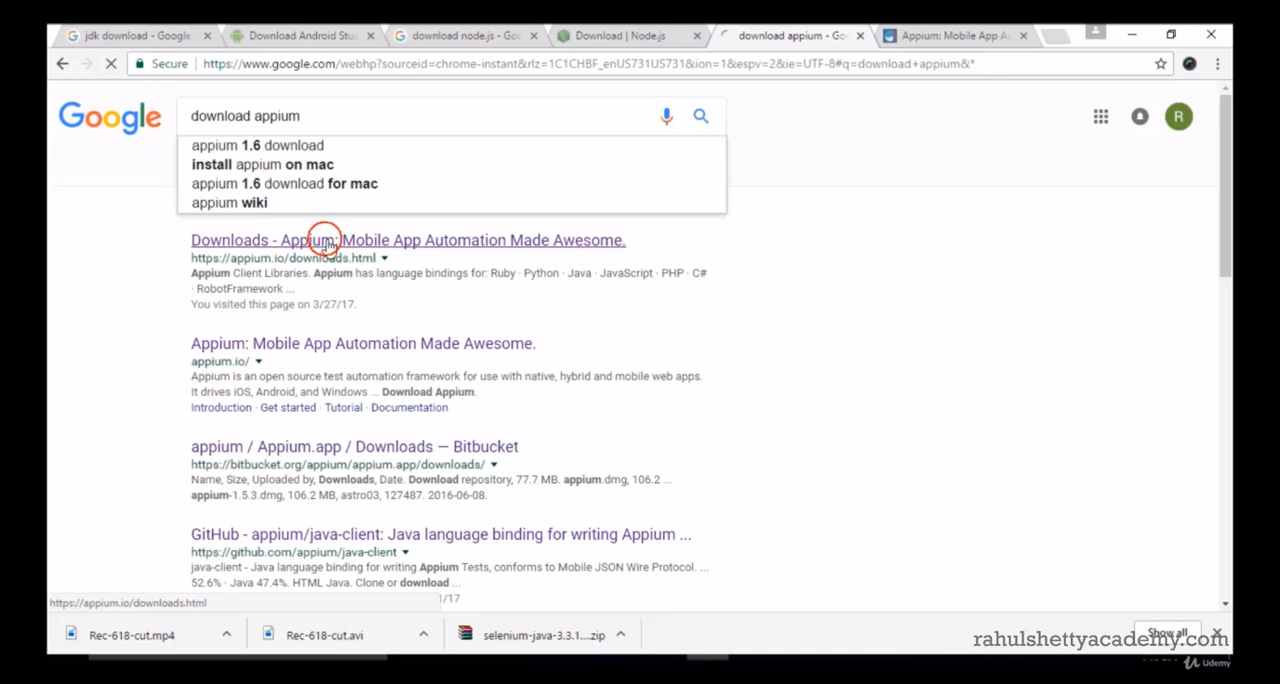 jdk download - Google
Download Android Stu
download node.js - Goo
Download | Node.js
download appium - Go
Appium: Mobile App A
Secure
https://www.google.com/webhp?sourceid=chrome-instant&rlz=1C1CHBF_enUS731US731&ion=1&espv=2&ie=UTF-8#q=download+appium&*
Google
download appium
R
appium 1.6 download
install appium on mac
appium 1.6 download for mac
appium wiki
Downloads - Appium: Mobile App Automation Made Awesome.
https://appium.io/downloads.html
Appium Client Libraries. Appium has language bindings for: Ruby · Python · Java · JavaScript · PHP · C#
· RobotFramework ...
You visited this page on 3/27/17.
Appium: Mobile App Automation Made Awesome.
appium.io/
Appium is an open source test automation framework for use with native, hybrid and mobile web apps.
It drives iOS, Android, and Windows ... Download Appium.
Introduction · Get started · Tutorial · Documentation
appium / Appium.app / Downloads — Bitbucket
https://bitbucket.org/appium/appium.app/downloads/
Name, Size, Uploaded by, Downloads, Date. Download repository, 77.7 MB. appium.dmg, 106.2 ...
appium-1.5.3.dmg, 106.2 MB, astro03, 127487. 2016-06-08.
GitHub - appium/java-client: Java language binding for writing Appium ...
https://github.com/appium/java-client
java-client - Java language binding for writing Appium Tests, conforms to Mobile JSON Wire Protocol. ...
52.6% · Java 47.4%. HTML Java. Clone or download ...
/17
https://appium.io/downloads.html
Rec-618-cut.mp4
Rec-618-cut.avi
selenium-java-3.3.1....zip
Show all
rahulshettyacademy.com
Udemy